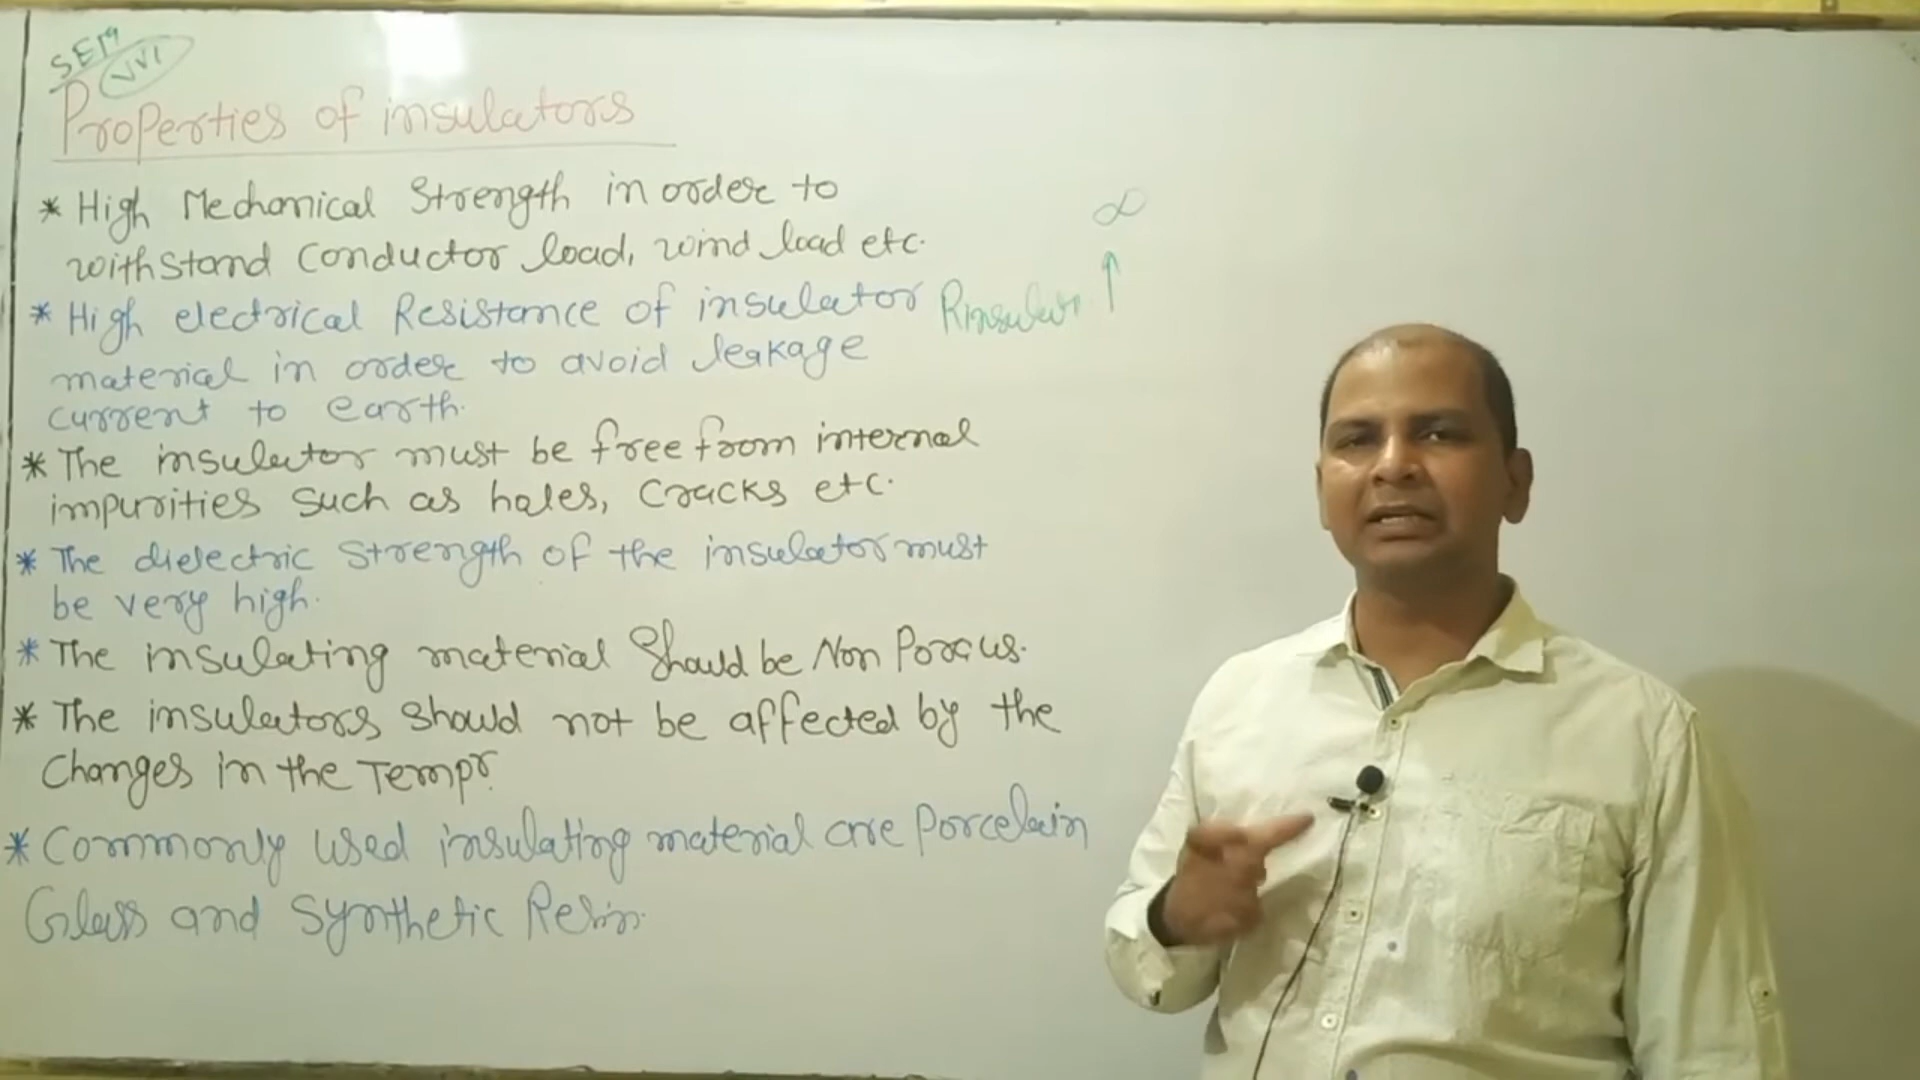 SE19
VVI
Properties of insulators
* High Mechanical Strength in order to
withstand conductor load, wind load etc.
* High electrical Resistance of insulator
material in order to avoid leakage
current to earth.
∞
Rinsulator ↑
* The insulator must be free from internal
impurities such as holes, cracks etc.
* The dielectric strength of the insulator must
be very high.
* The insulating material should be Non Porous.
* The insulators should not be affected by the
changes in the Tempr.
* Commonly used insulating material are Porcelain
Glass and Synthetic Resin.